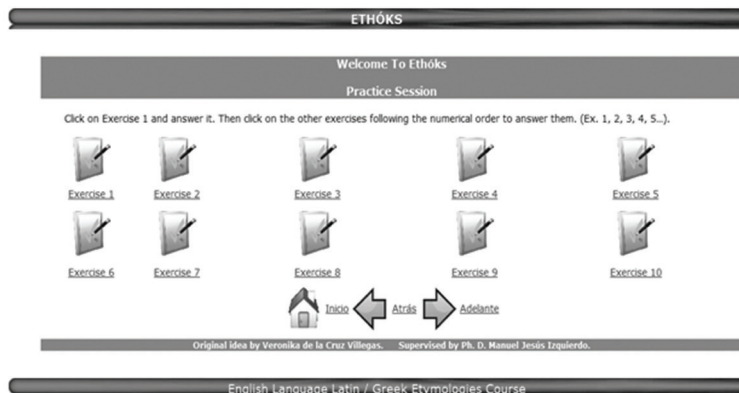 ETHÓKS
Welcome To Ethóks
Practice Session
Click on Exercise 1 and answer it. Then click on the other exercises following the numerical order to answer them. (Ex. 1, 2, 3, 4, 5...).
Exercise 1 Exercise 2 Exercise 3 Exercise 4 Exercise 5
Exercise 6 Exercise 7 Exercise 8 Exercise 9 Exercise 10
Inicio Atrás Adelante
Original idea by Veronika de la Cruz Villegas. Supervised by Ph. D. Manuel Jesús Izquierdo.
English Language Latin / Greek Etymologies Course